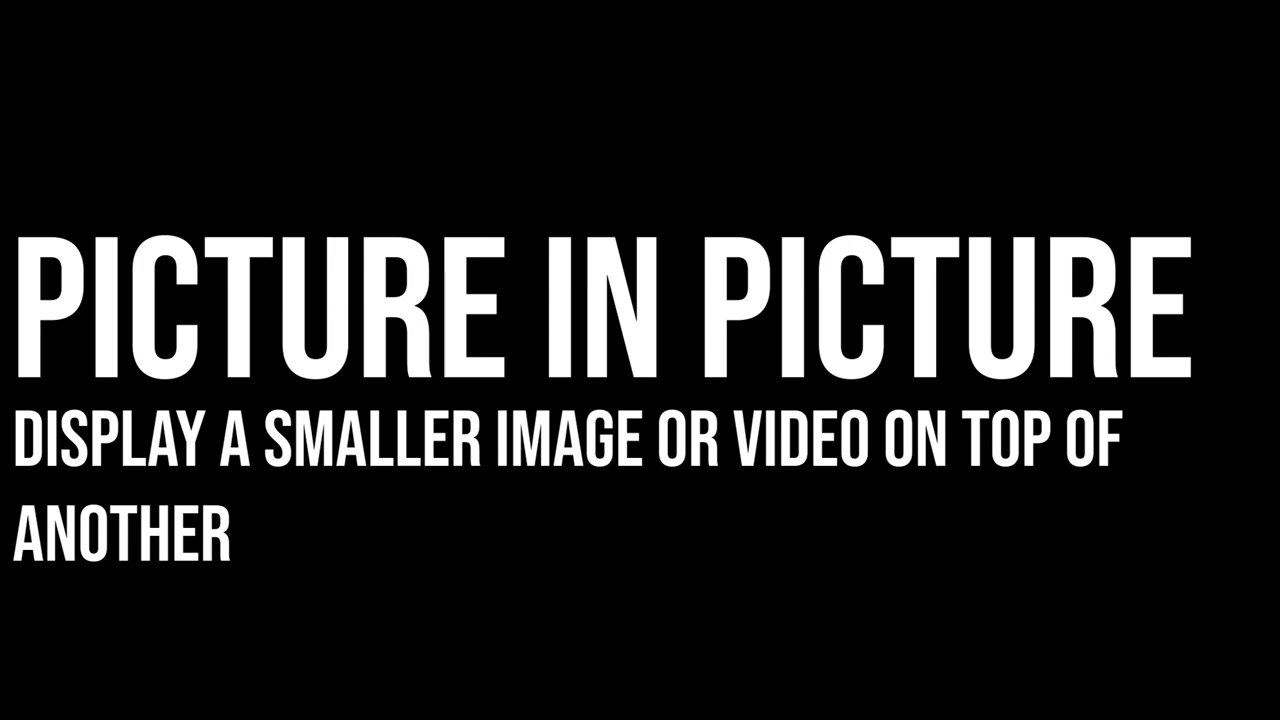 PICTURE IN PICTURE
DISPLAY A SMALLER IMAGE OR VIDEO ON TOP OF
ANOTHER